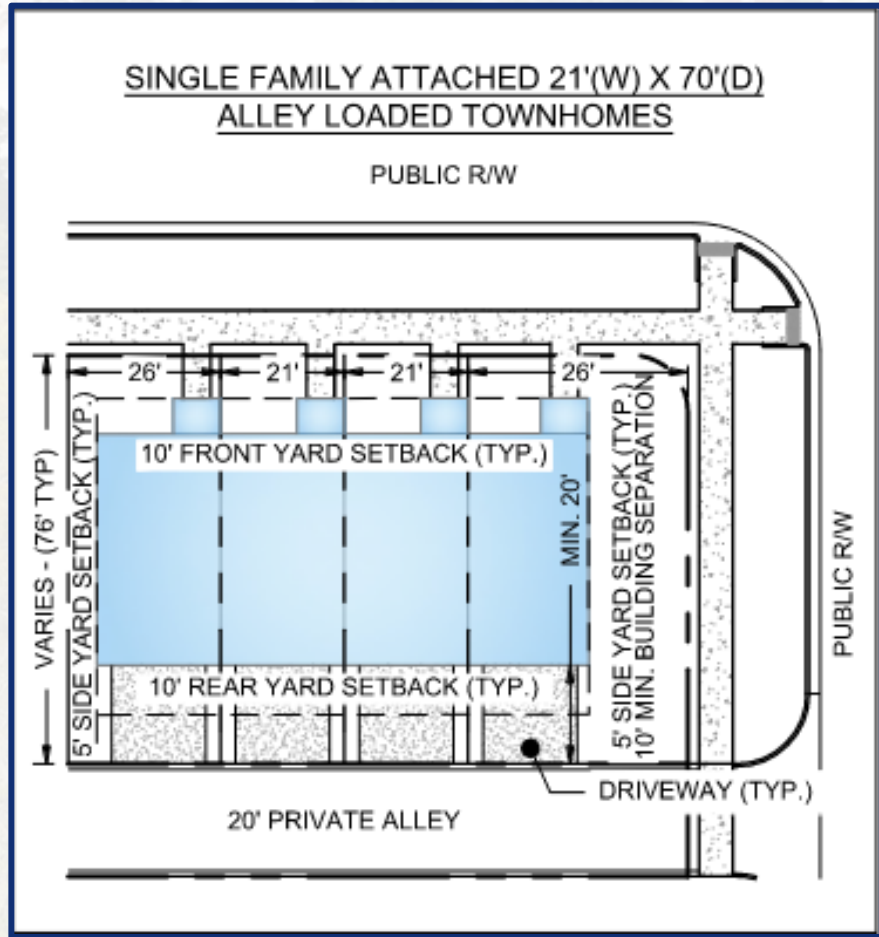 SINGLE FAMILY ATTACHED 21'(W) X 70'(D)
ALLEY LOADED TOWNHOMES
PUBLIC R/W
26'
21'
21'
26'
VARIES - (76' TYP)
5' SIDE YARD SETBACK (TYP.)
10' FRONT YARD SETBACK (TYP.)
MIN. 20'
5' SIDE YARD SETBACK (TYP.)
10' MIN. BUILDING SEPARATION
PUBLIC R/W
10' REAR YARD SETBACK (TYP.)
DRIVEWAY (TYP.)
20' PRIVATE ALLEY